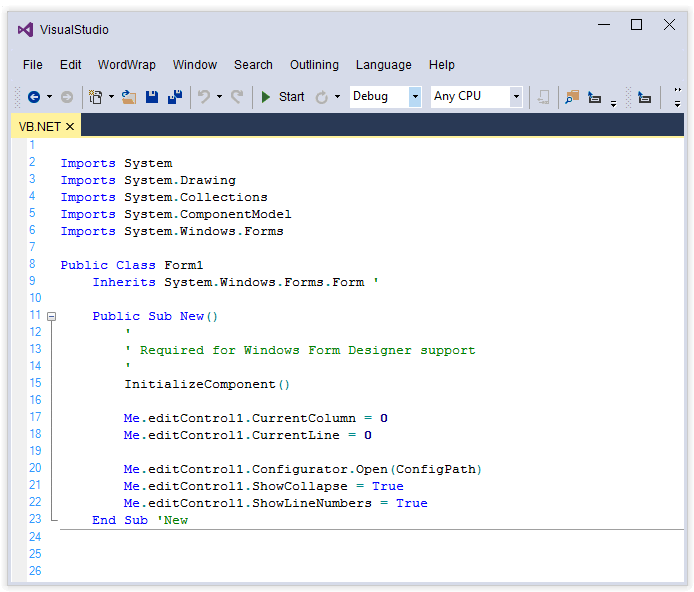 VisualStudio
File Edit WordWrap Window Search Outlining Language Help
Start Debug Any CPU
VB.NET
1
2 Imports System
3 Imports System.Drawing
4 Imports System.Collections
5 Imports System.ComponentModel
6 Imports System.Windows.Forms
7
8 Public Class Form1
9 Inherits System.Windows.Forms.Form '
10
11 Public Sub New()
12 '
13 ' Required for Windows Form Designer support
14 '
15 InitializeComponent()
16
17 Me.editControl1.CurrentColumn = 0
18 Me.editControl1.CurrentLine = 0
19
20 Me.editControl1.Configurator.Open(ConfigPath)
21 Me.editControl1.ShowCollapse = True
22 Me.editControl1.ShowLineNumbers = True
23 End Sub 'New
24
25
26